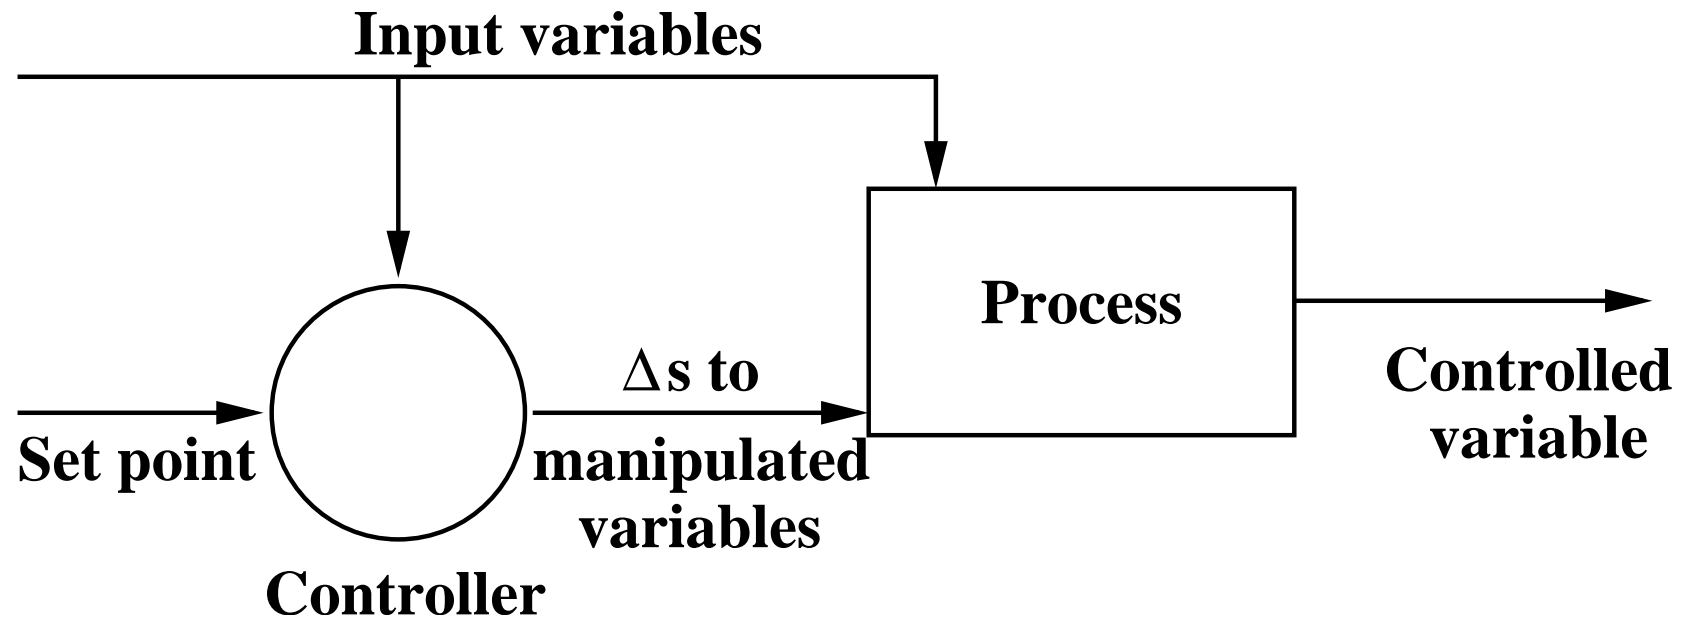 Input variables
Process
Δs to
manipulated
variables
Set point
Controller
Controlled
variable